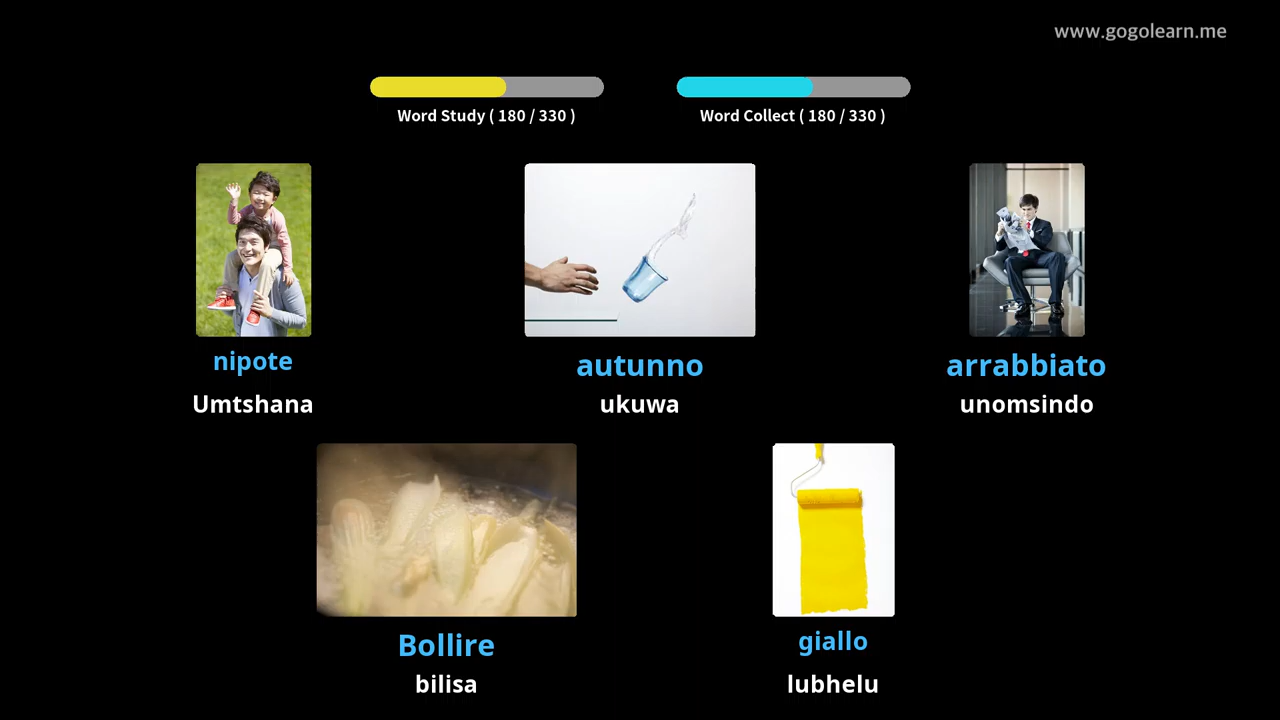 www.gogolearn.me
Word Study ( 180 / 330 )
Word Collect ( 180 / 330 )
nipote
Umtshana
autunno
ukuwa
arrabbiato
unomsindo
Bollire
bilisa
giallo
lubhelu